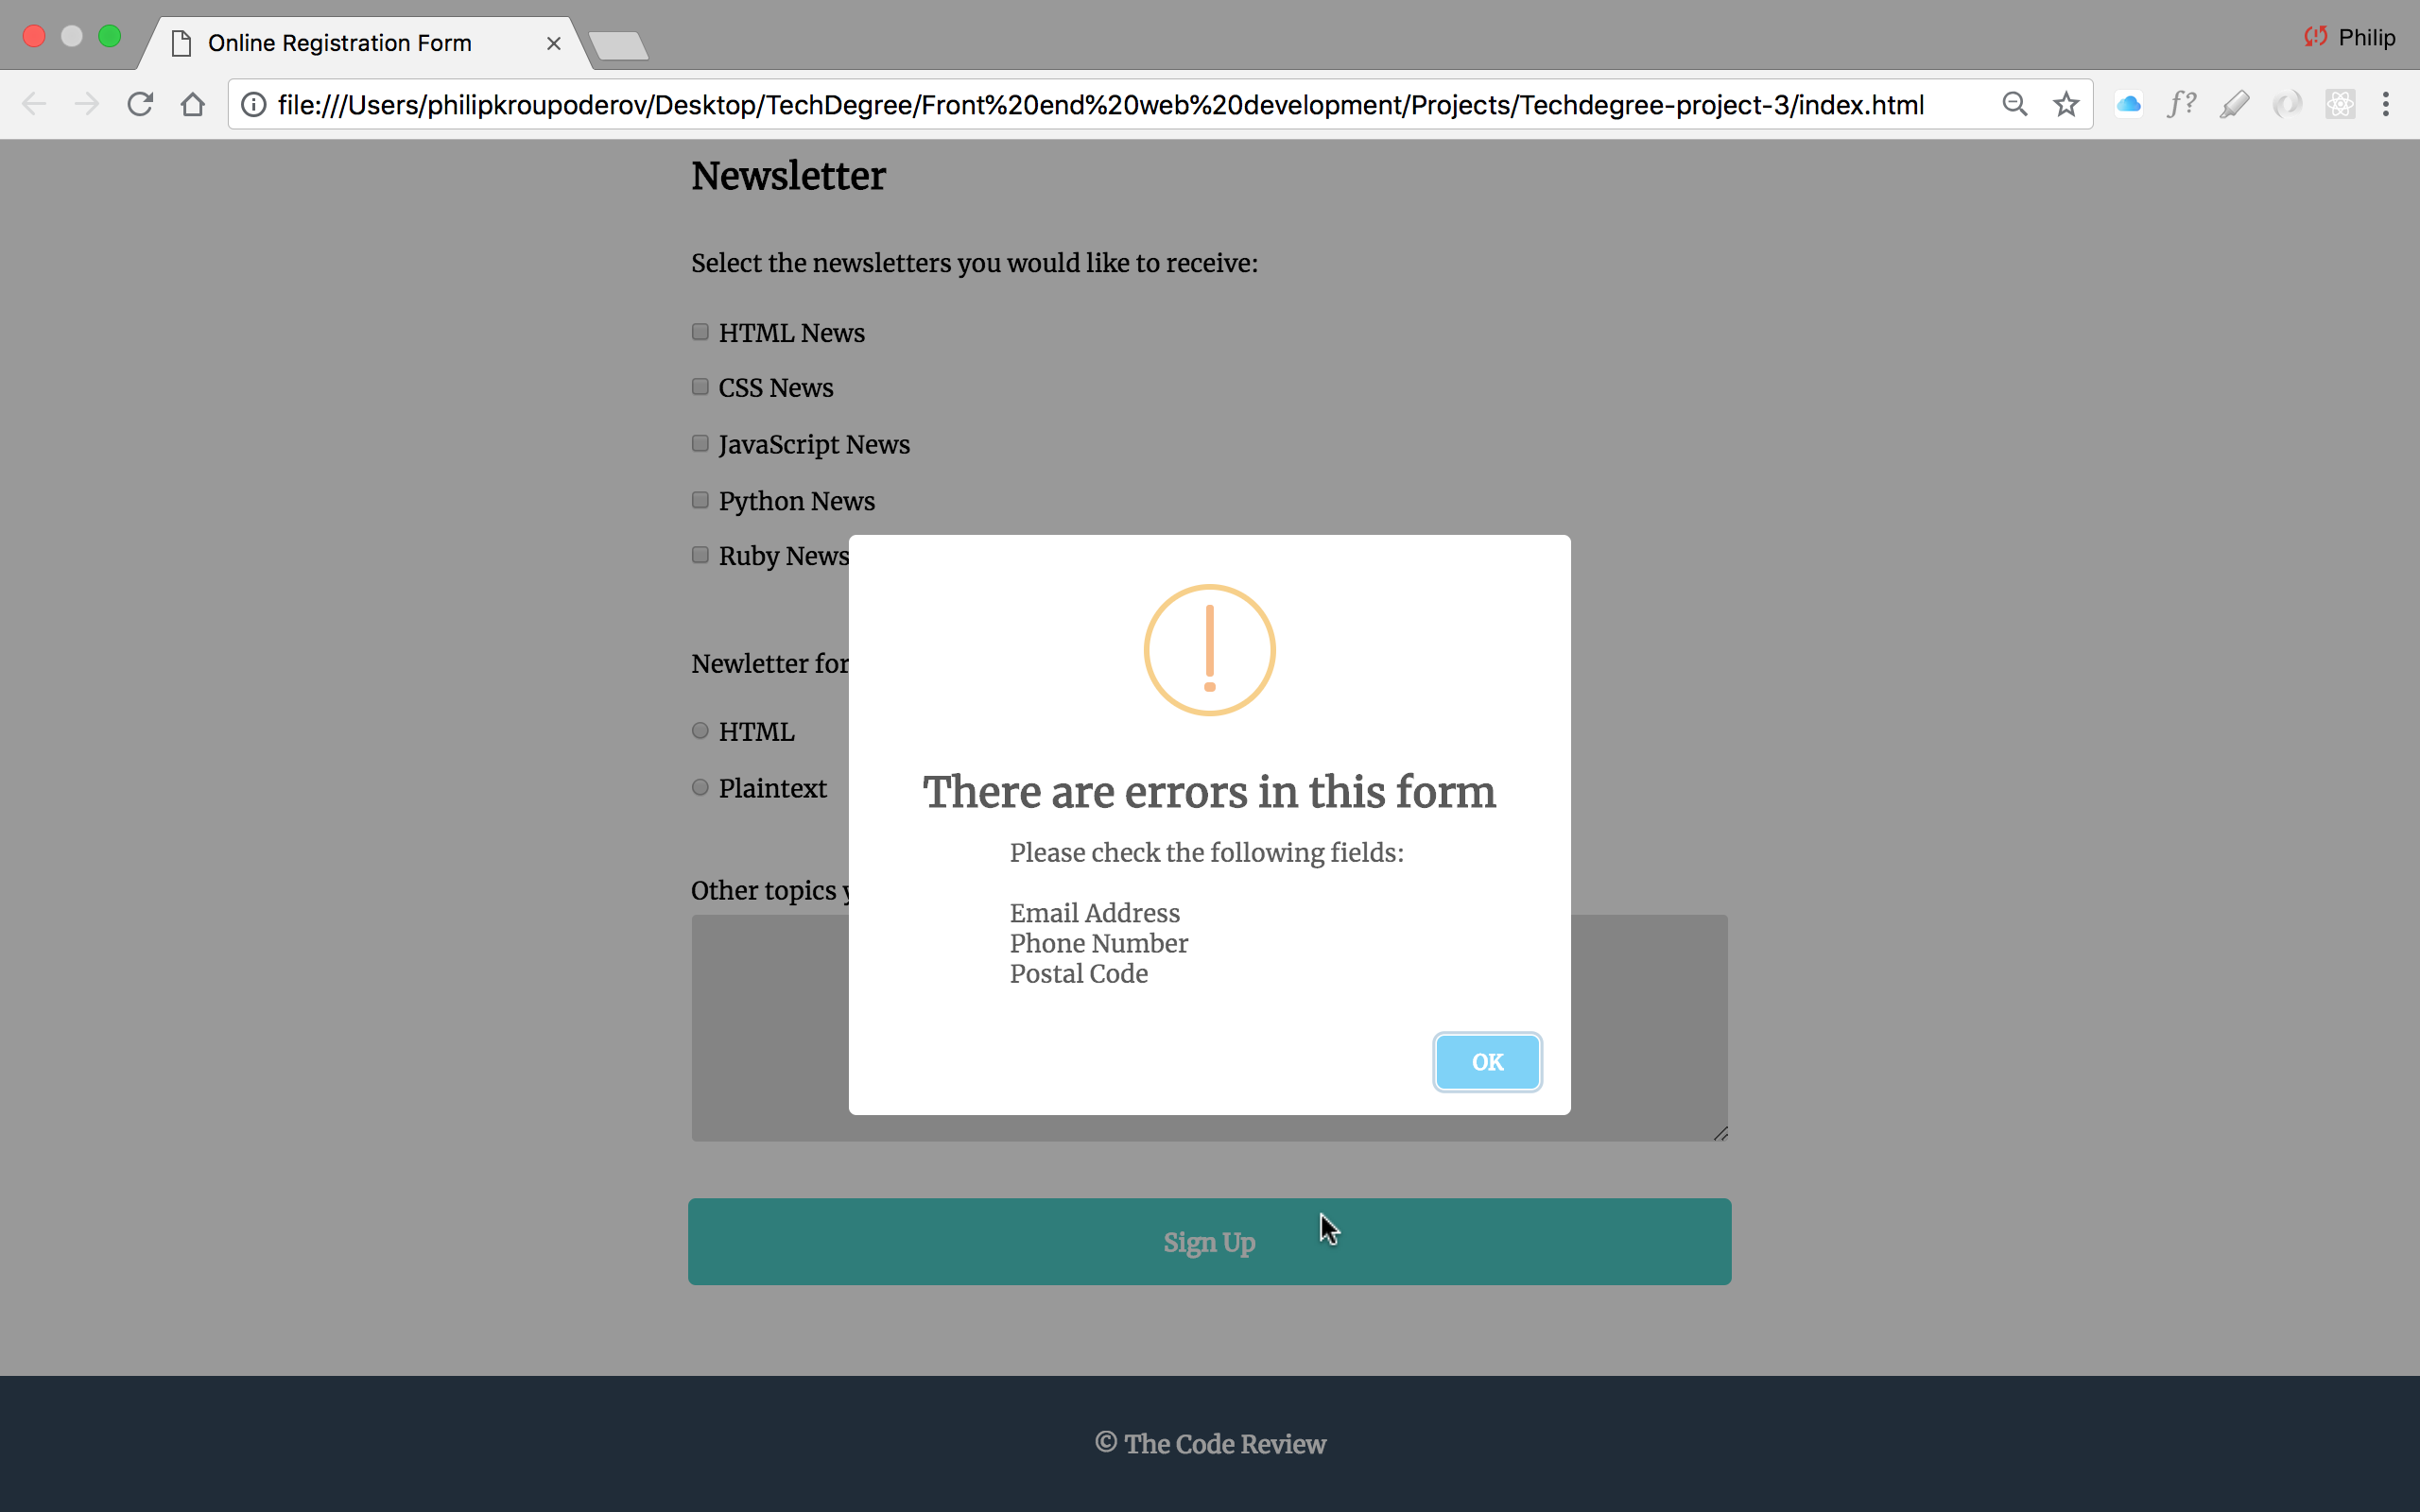 Online Registration Form
Philip
file:///Users/philipkroupoderov/Desktop/TechDegree/Front%20end%20web%20development/Projects/Techdegree-project-3/index.html
f?
Newsletter
Select the newsletters you would like to receive:
HTML News
CSS News
JavaScript News
Python News
Ruby News
Newletter for
HTML
Plaintext
Other topics
There are errors in this form
Please check the following fields:
Email Address
Phone Number
Postal Code
OK
Sign Up
© The Code Review